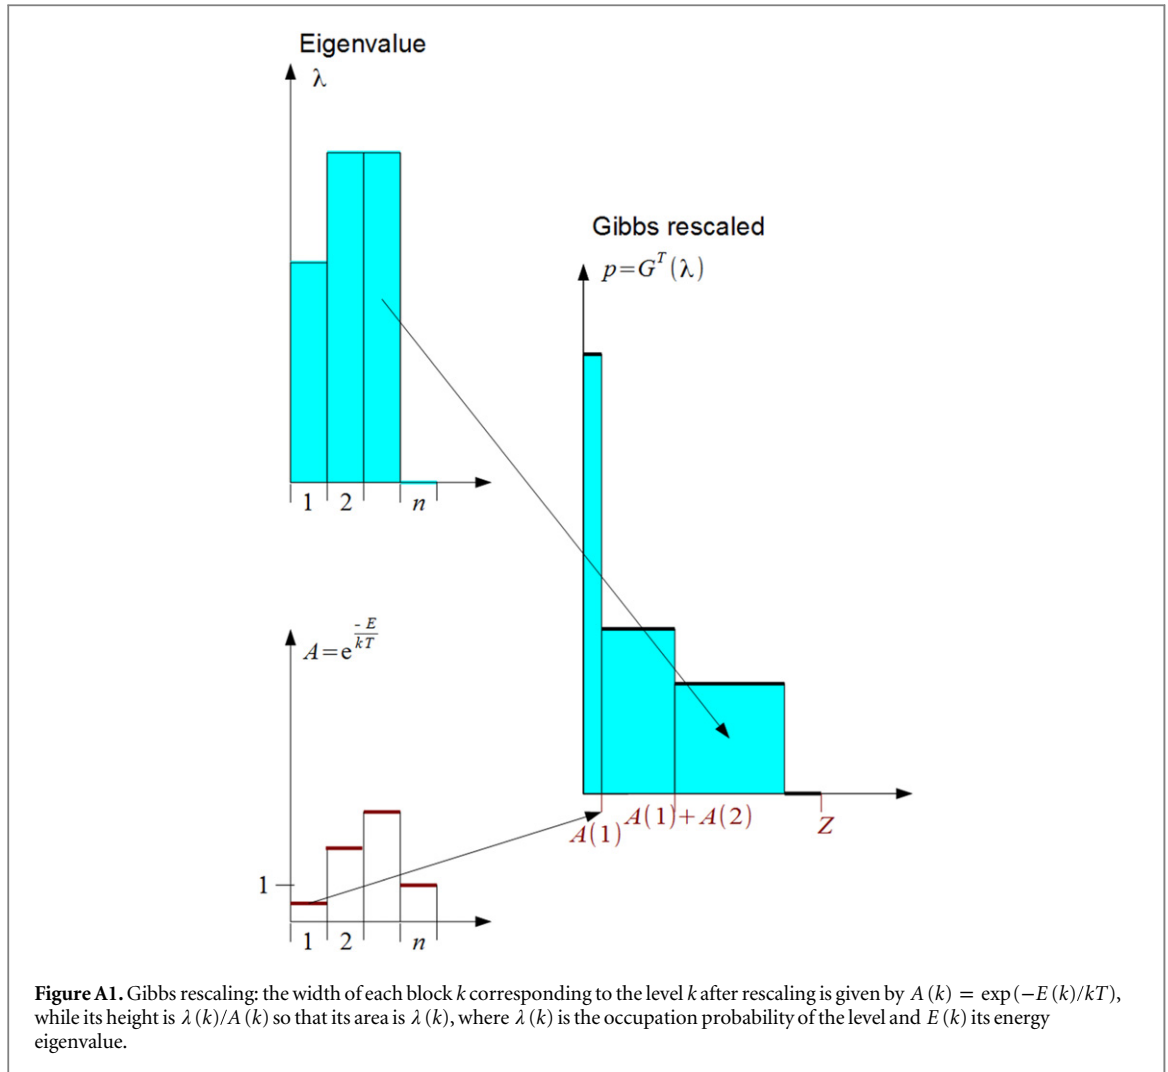 Eigenvalue
λ
1 2 n
Gibbs rescaled
p=G^T(λ)
A=e^{-E/kT}
1
1 2 n
A(1) A(1)+A(2) Z
Figure A1. Gibbs rescaling: the width of each block k corresponding to the level k after rescaling is given by A(k) = exp(−E(k)/kT),
while its height is λ(k)/A(k) so that its area is λ(k), where λ(k) is the occupation probability of the level and E(k) its energy
eigenvalue.